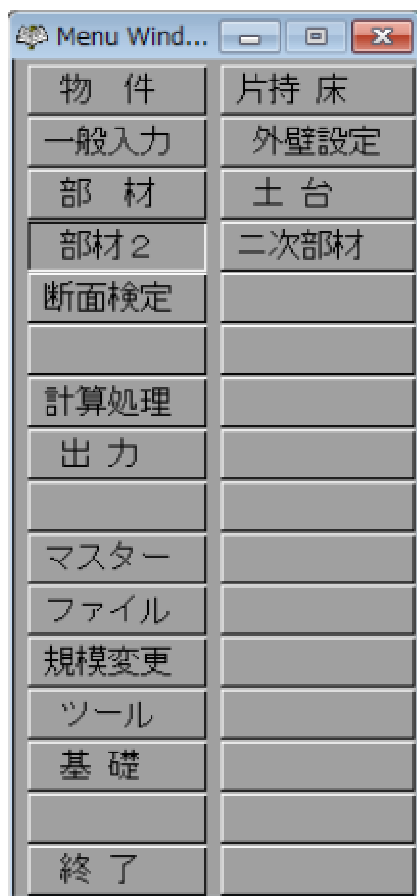 Menu Wind...
物 件 片持 床
一般入力 外壁設定
部 材 土 台
部材２ 二次部材
断面検定
計算処理
出 力
マスター
ファイル
規模変更
ツール
基 礎
終 了